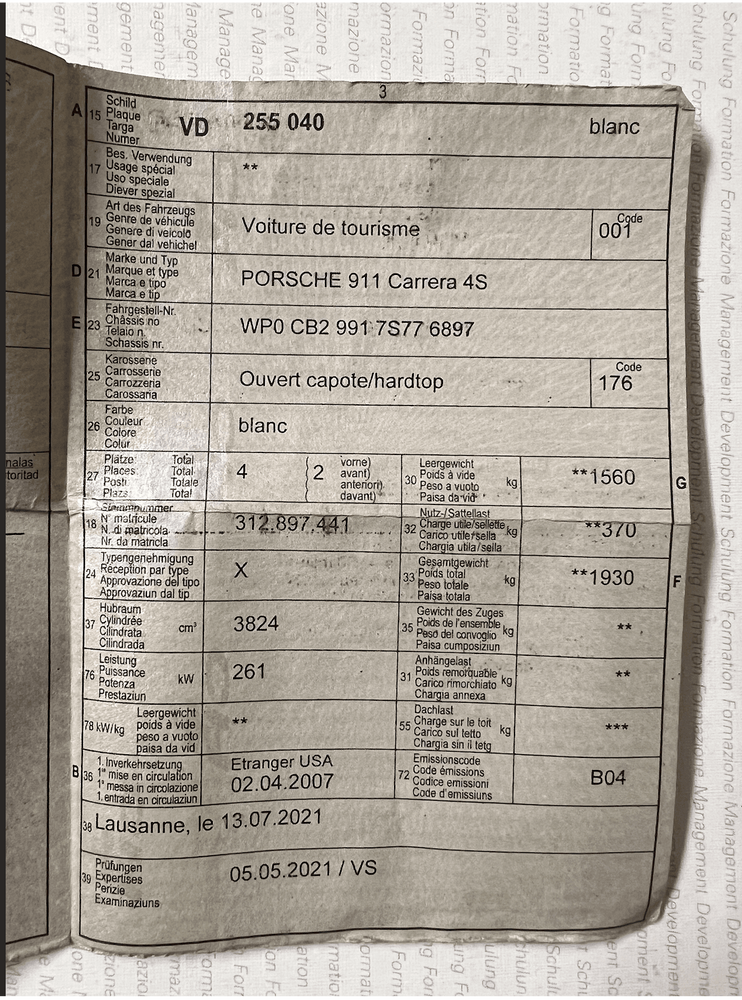 3
A 15 Schild
Plaque
Targa
Numer
VD 255 040 blanc
17 Bes. Verwendung
Usage spécial
Uso speciale
Diever spezial
**
19 Art des Fahrzeugs
Genre de véhicule
Genere di veicolo
Gener dal vehichel
Voiture de tourisme
Code
001
D 21 Marke und Typ
Marque et type
Marca e tipo
Marca e tip
PORSCHE 911 Carrera 4S
E 23 Fahrgestell-Nr.
Châssis no
Telaio n.
Schassis nr.
WP0 CB2 991 7S77 6897
25 Karosserie
Carrosserie
Carrozzeria
Carossaria
Ouvert capote/hardtop
Code
176
26 Farbe
Couleur
Colore
Colur
blanc
27 Plätze Total
Places Total
Posti Totale
Plazs Total
4
2
vorne)
avant)
anteriori)
davant)
30 Leergewicht
Poids à vide
Peso a vuoto
Paisa da vid
kg
**1560
G
18 Stammnummer
N° matricule
N. di matricola
Nr. da matricla
312.897.441
32 Nutz-/Sattellast
Charge utile/sellette
Carico utile/sella
Chargia utila/sella
kg
**370
24 Typengenehmigung
Réception par type
Approvazione del tipo
Approvaziun dal tip
X
33 Gesamtgewicht
Poids total
Peso totale
Paisa totala
kg
**1930
F
37 Hubraum
Cylindrée
Cilindrata
Cilindrada
cm³
3824
35 Gewicht des Zuges
Poids de l'ensemble
Peso del convoglio
Paisa cumposiziun
kg
**
76 Leistung
Puissance
Potenza
Prestaziun
kW
261
31 Anhängelast
Poids remorquable
Carico rimorchiato
Chargia annexa
kg
**
78 kW/kg
Leergewicht
poids à vide
peso a vuoto
paisa da vid
**
55 Dachlast
Charge sur le toit
Carico sul tetto
Chargia sin il tetg
kg
***
B 36 1. Inverkehrsetzung
1re mise en circulation
1a messa in circolazione
1. entrada en circulaziun
Etranger USA
02.04.2007
72 Emissionscode
Code émissions
Codice emissioni
Code d'emissiuns
B04
38 Lausanne, le 13.07.2021
39 Prüfungen
Expertises
Perizie
Examinaziuns
05.05.2021 / VS
Schulung Formation Formazione Management Development